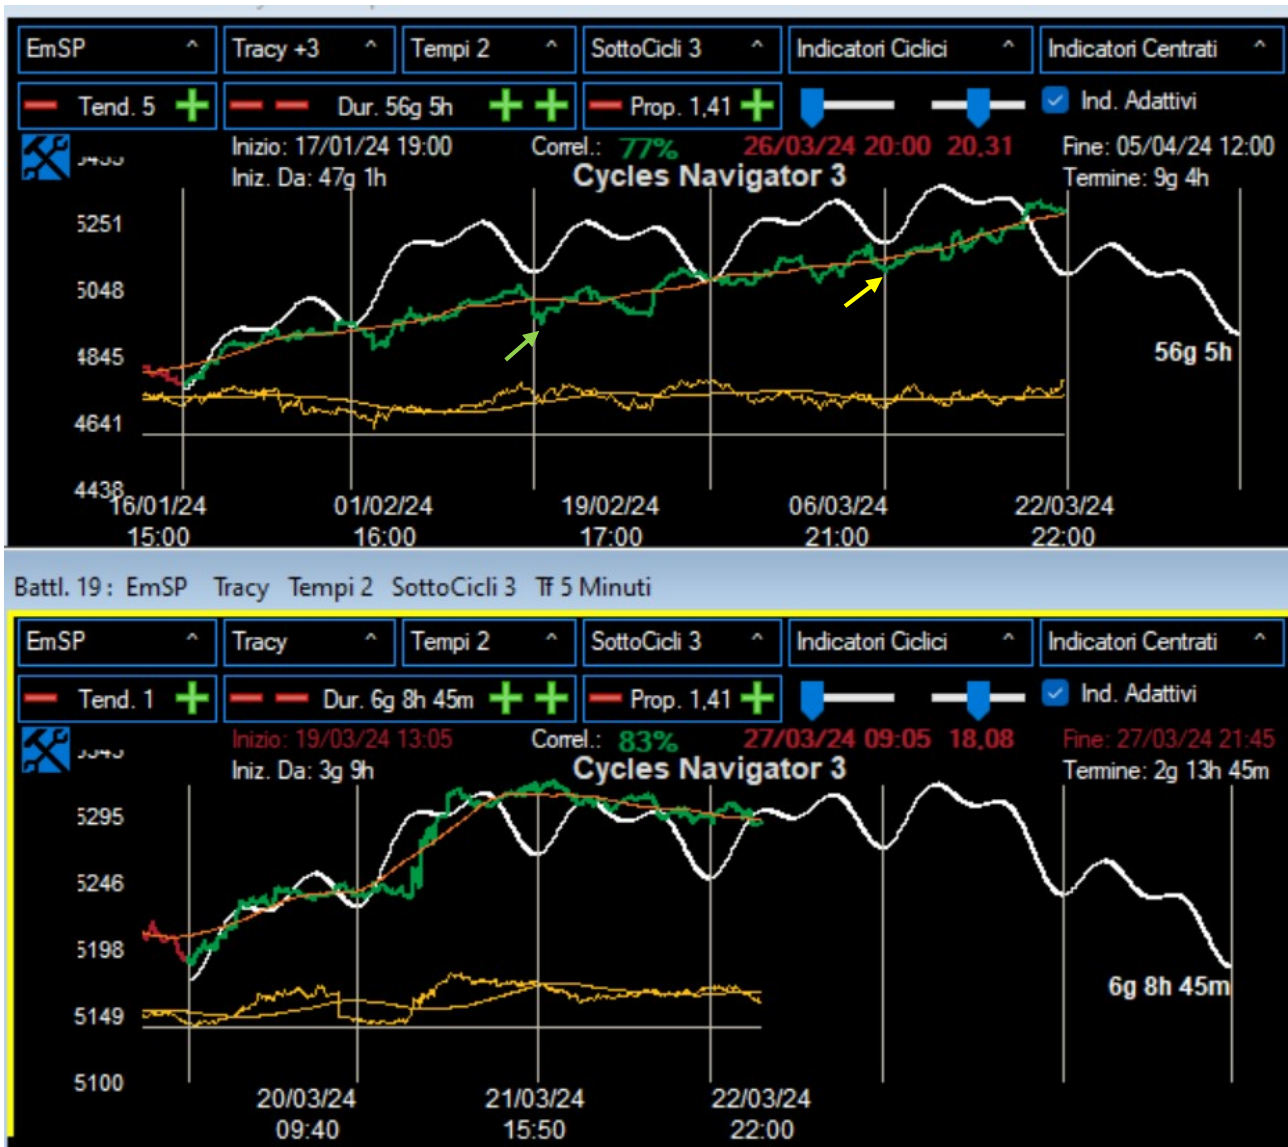 EmSP ^ Tracy +3 ^ Tempi 2 ^ SottoCicli 3 ^ Indicatori Ciclici ^ Indicatori Centrati ^
Tend. 5 Dur. 56g 5h Prop. 1,41 Ind. Adattivi
Inizio: 17/01/24 19:00 Correl.: 77% 26/03/24 20:00 20,31 Fine: 05/04/24 12:00
Iniz. Da: 47g 1h Cycles Navigator 3 Termine: 9g 4h
5251
5048
4845
56g 5h
4641
4438
16/01/24 01/02/24 19/02/24 06/03/24 22/03/24
15:00 16:00 17:00 21:00 22:00
Battl. 19 : EmSP Tracy Tempi 2 SottoCicli 3 Tf 5 Minuti
EmSP ^ Tracy ^ Tempi 2 ^ SottoCicli 3 ^ Indicatori Ciclici ^ Indicatori Centrati ^
Tend. 1 Dur. 6g 8h 45m Prop. 1,41 Ind. Adattivi
Inizio: 19/03/24 13:05 Correl.: 83% 27/03/24 09:05 18,08 Fine: 27/03/24 21:45
Iniz. Da: 3g 9h Cycles Navigator 3 Termine: 2g 13h 45m
5295
5246
5198
6g 8h 45m
5149
5100
20/03/24 21/03/24 22/03/24
09:40 15:50 22:00